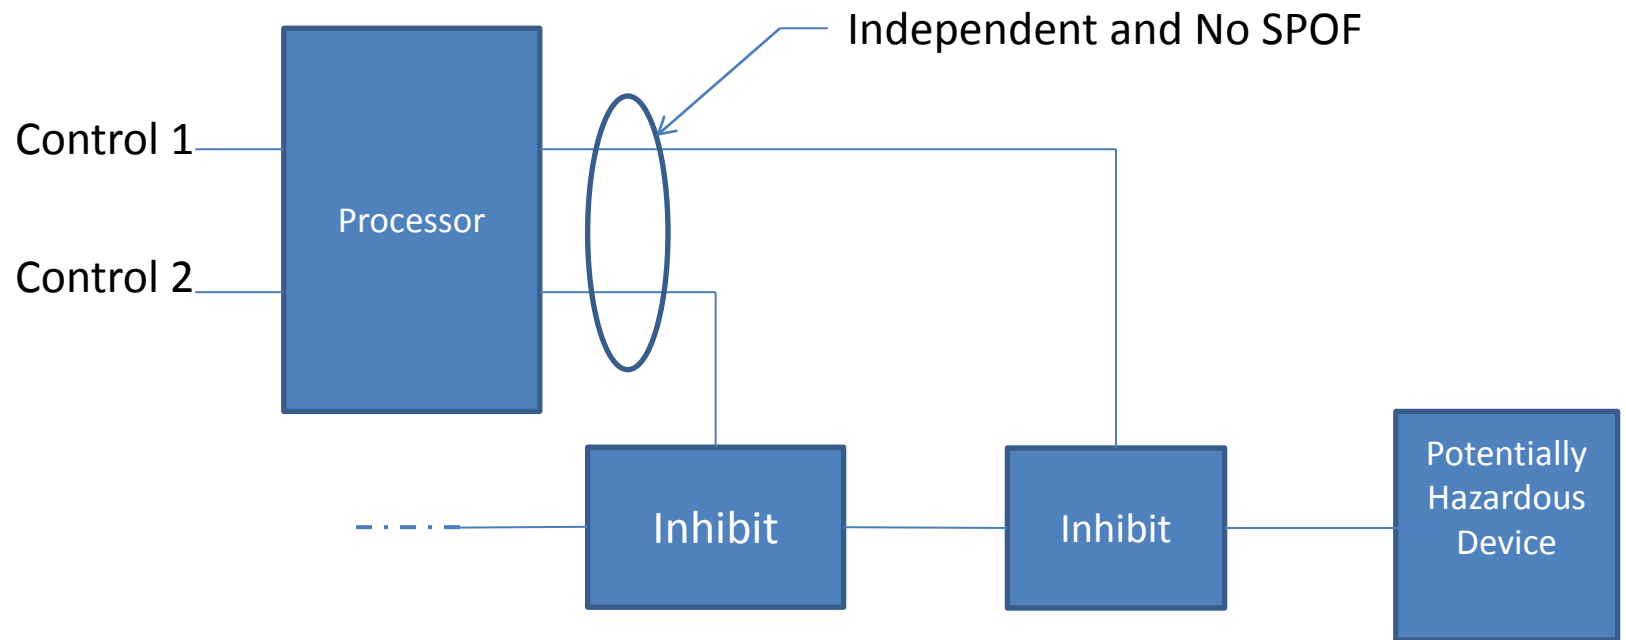 Independent and No SPOF
Control 1
Processor
Control 2
Inhibit
Inhibit
Potentially
Hazardous
Device